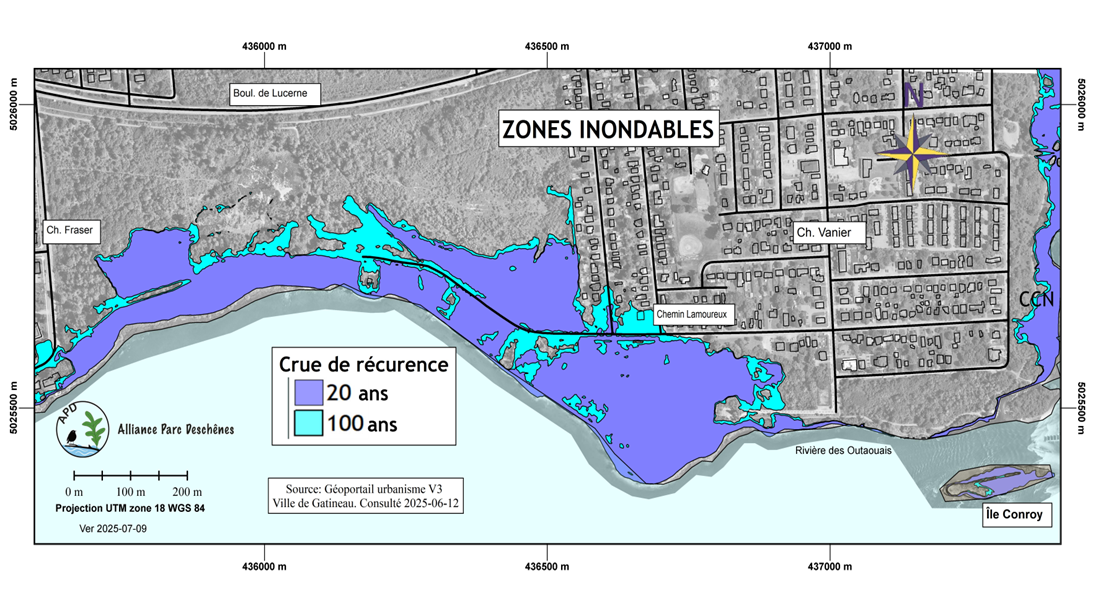 436000 m
436500 m
437000 m
5026000 m
5026000 m
Boul. de Lucerne
N
ZONES INONDABLES
Ch. Fraser
Ch. Vanier
CCN
Chemin Lamoureux
Crue de récurence
20 ans
100 ans
5025500 m
5025500 m
APD
Alliance Parc Deschênes
Rivière des Outaouais
0 m
100 m
200 m
Projection UTM zone 18 WGS 84
Ver 2025-07-09
Source: Géoportail urbanisme V3
Ville de Gatineau. Consulté 2025-06-12
Île Conroy
436000 m
436500 m
437000 m